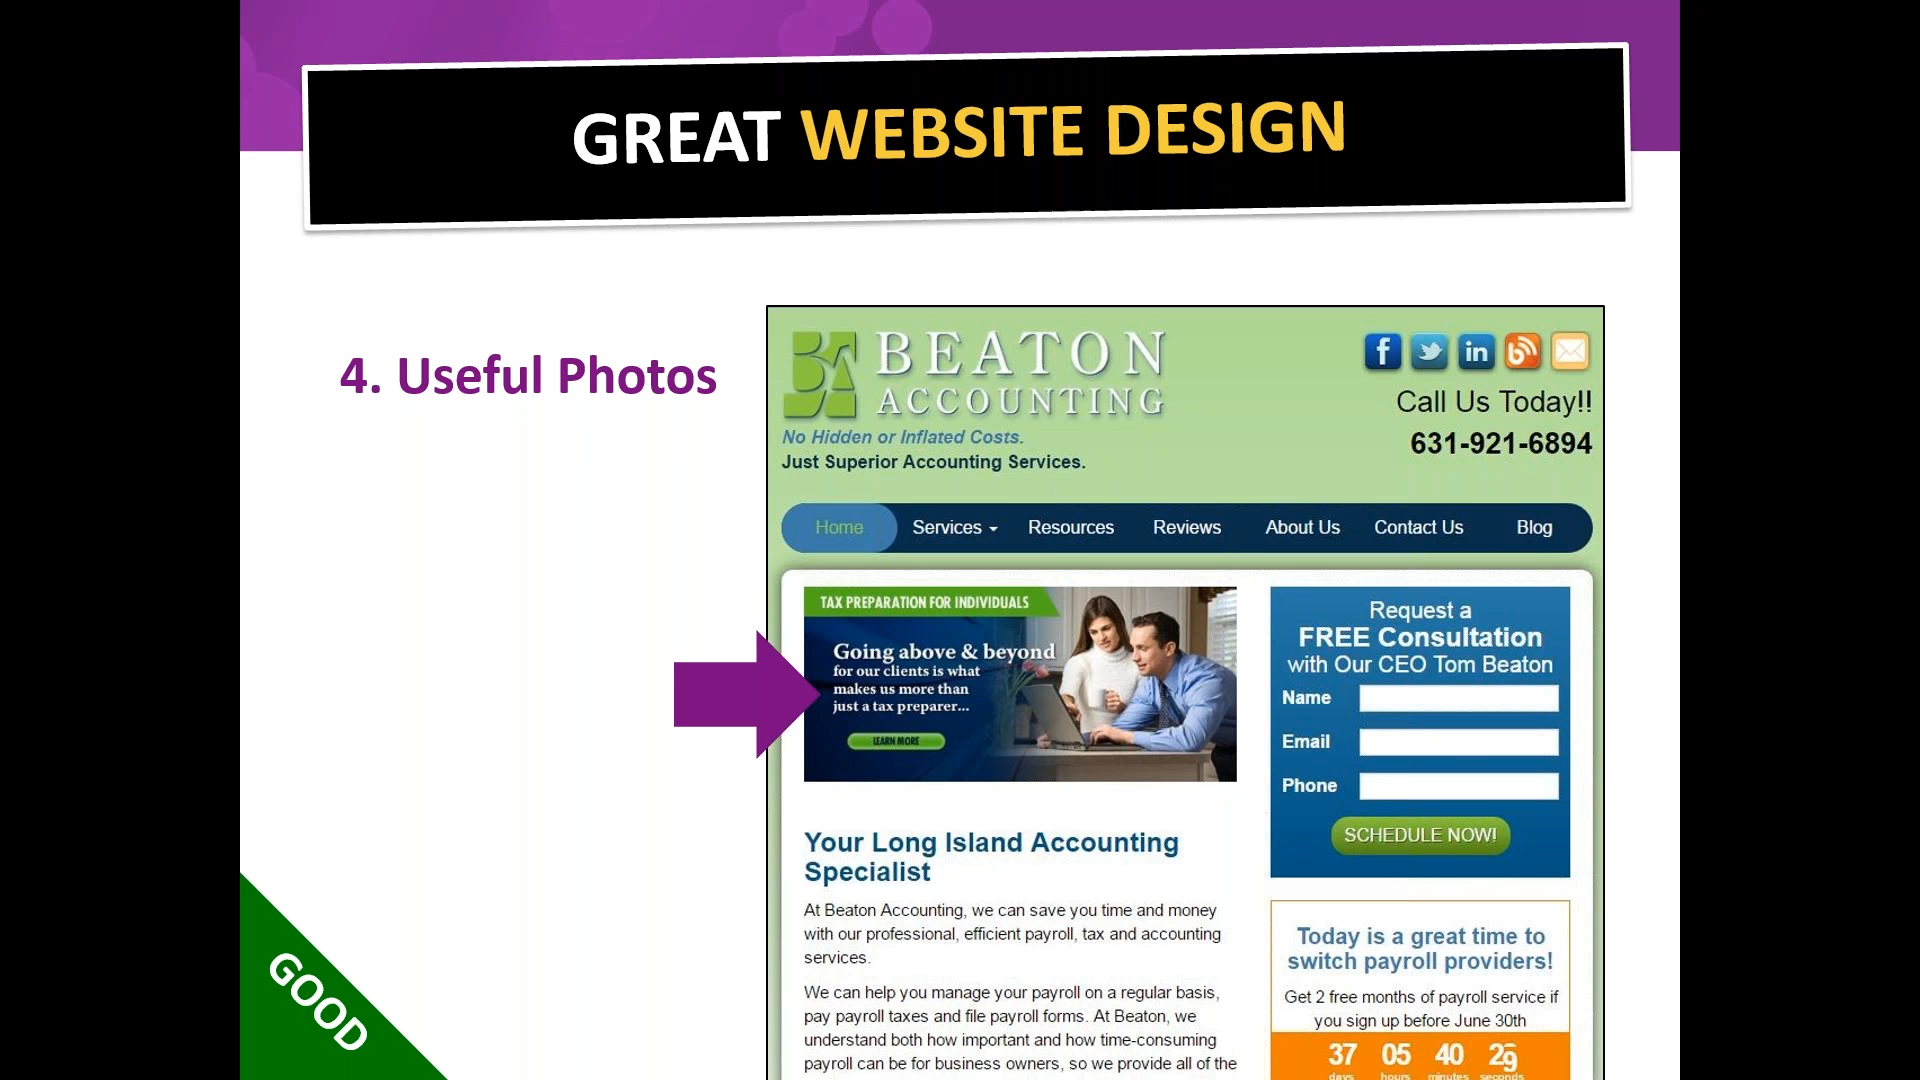 GREAT WEBSITE DESIGN
4. Useful Photos
BEATON
ACCOUNTING
No Hidden or Inflated Costs.
Just Superior Accounting Services.
Call Us Today!!
631-921-6894
Home Services Resources Reviews About Us Contact Us Blog
TAX PREPARATION FOR INDIVIDUALS
Going above & beyond
for our clients is what
makes us more than
just a tax preparer...
LEARN MORE
Request a
FREE Consultation
with Our CEO Tom Beaton
Name
Email
Phone
SCHEDULE NOW!
Your Long Island Accounting
Specialist
At Beaton Accounting, we can save you time and money
with our professional, efficient payroll, tax and accounting
services.
We can help you manage your payroll on a regular basis,
pay payroll taxes and file payroll forms. At Beaton, we
understand both how important and how time-consuming
payroll can be for business owners, so we provide all of the
Today is a great time to
switch payroll providers!
Get 2 free months of payroll service if
you sign up before June 30th
37 05 40
days hours minutes seconds
GOOD